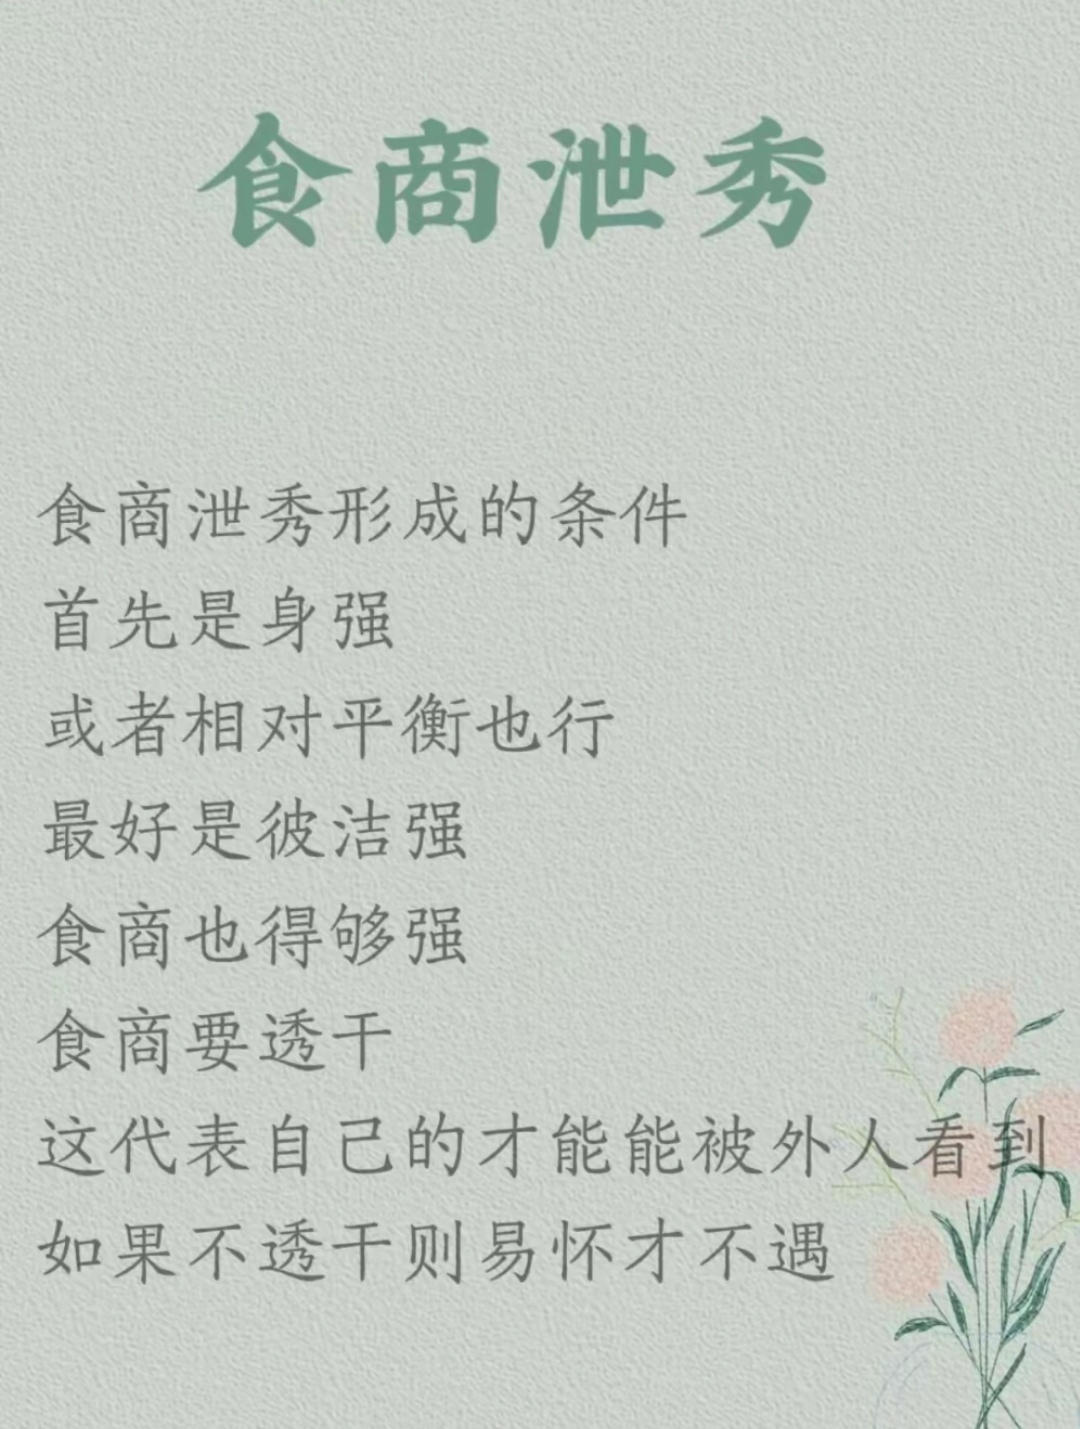 食商泄秀
食商泄秀形成的条件
首先是身强
或者相对平衡也行
最好是彼洁强
食商也得够强
食商要透干
这代表自己的才能能被外人看到
如果不透干则易怀才不遇